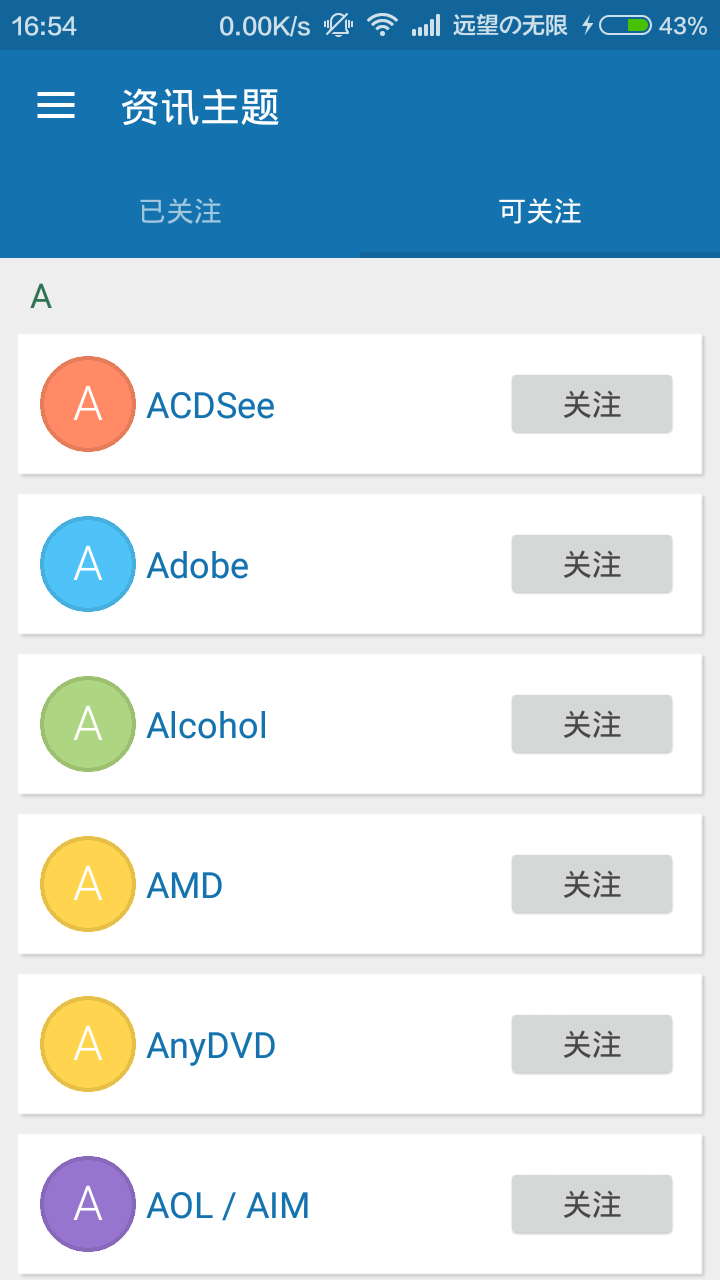 16:54 0.00K/s 远望の无限 43%
资讯主题
已关注 可关注
A
A ACDSee 关注
A Adobe 关注
A Alcohol 关注
A AMD 关注
A AnyDVD 关注
A AOL / AIM 关注